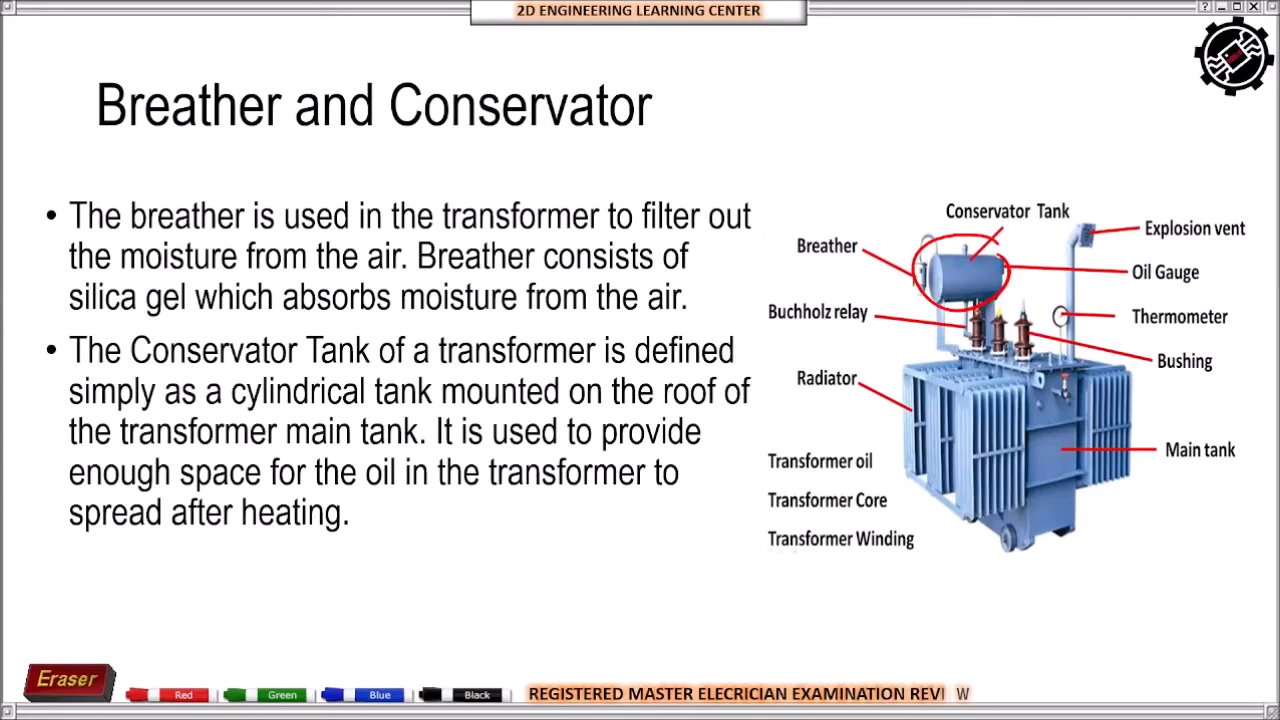 2D ENGINEERING LEARNING CENTER
Breather and Conservator
• The breather is used in the transformer to filter out
the moisture from the air. Breather consists of
silica gel which absorbs moisture from the air.
• The Conservator Tank of a transformer is defined
simply as a cylindrical tank mounted on the roof of
the transformer main tank. It is used to provide
enough space for the oil in the transformer to
spread after heating.
Conservator Tank
Explosion vent
Breather
Oil Gauge
Buchholz relay
Thermometer
Bushing
Radiator
Main tank
Transformer oil
Transformer Core
Transformer Winding
Eraser
Red
Green
Blue
Black
REGISTERED MASTER ELECRICIAN EXAMINATION REVI W